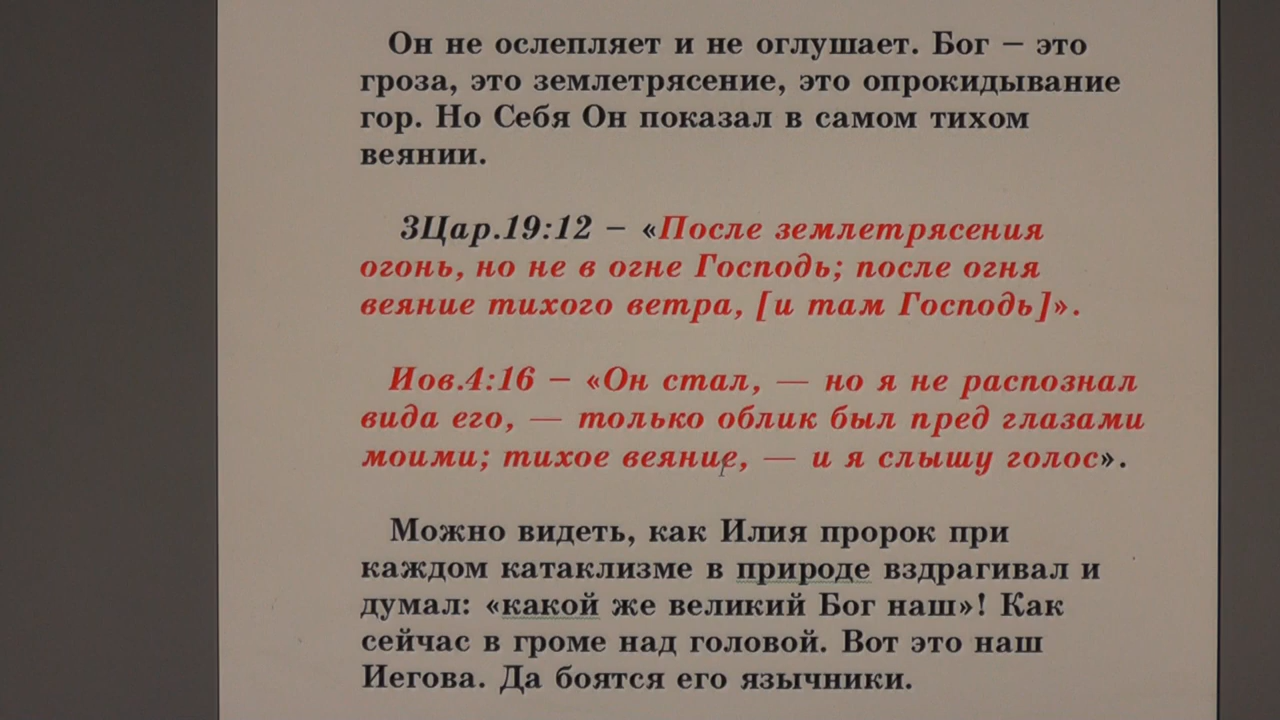 Он не ослепляет и не оглушает. Бог – это
гроза, это землетрясение, это опрокидывание
гор. Но Себя Он показал в самом тихом
веянии.
3Цар.19:12 – «После землетрясения
огонь, но не в огне Господь; после огня
веяние тихого ветра, [и там Господь]».
Иов.4:16 – «Он стал, — но я не распознал
вида его, — только облик был пред глазами
моими; тихое веяние, — и я слышу голос».
Можно видеть, как Илия пророк при
каждом катаклизме в природе вздрагивал и
думал: «какой же великий Бог наш»! Как
сейчас в громе над головой. Вот это наш
Иегова. Да боятся его язычники.